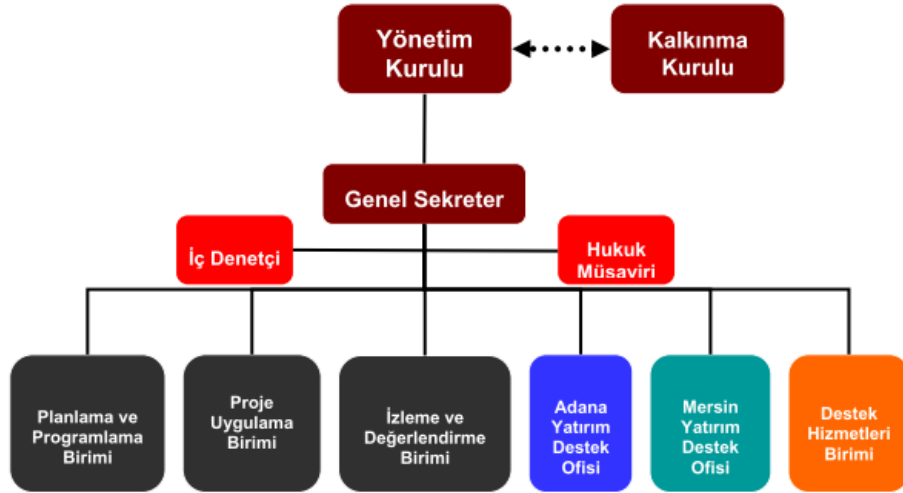 Yönetim
Kurulu
Kalkınma
Kurulu
Genel Sekreter
İç Denetçi
Hukuk
Müsaviri
Planlama ve
Programlama
Birimi
Proje
Uygulama
Birimi
İzleme ve
Değerlendirme
Birimi
Adana
Yatırım
Destek
Ofisi
Mersin
Yatırım
Destek
Ofisi
Destek
Hizmetleri
Birimi